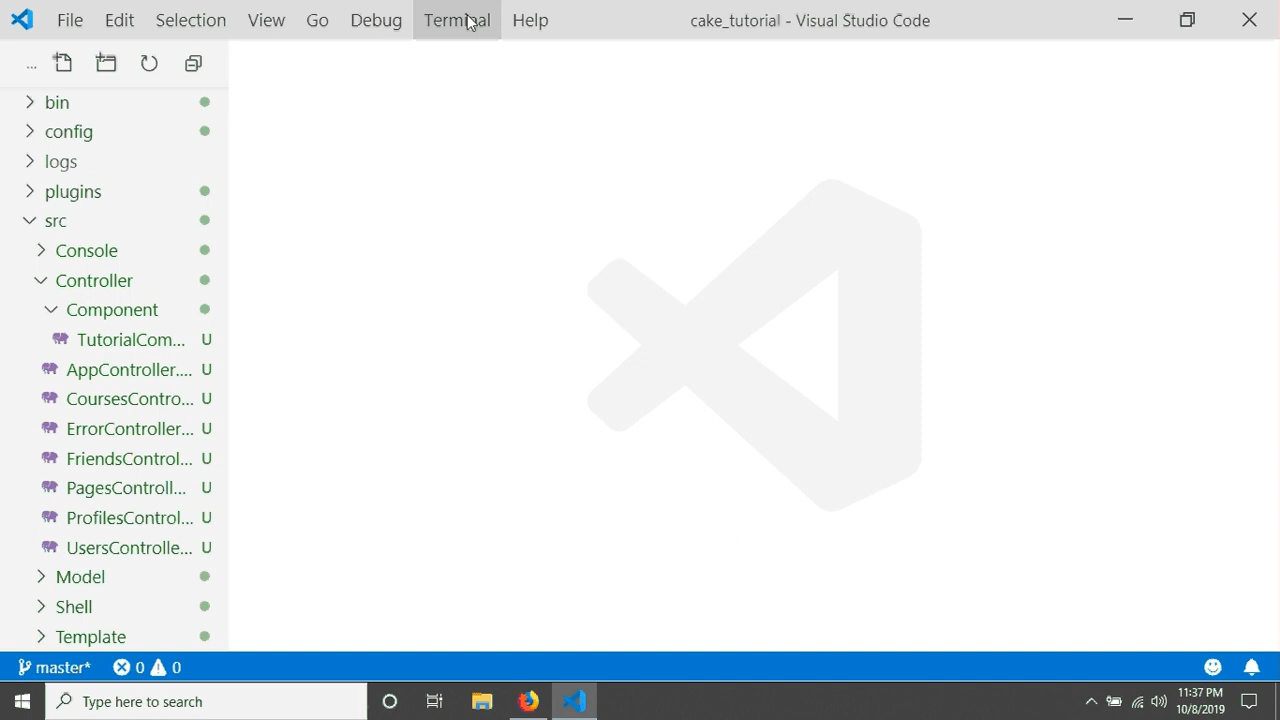 File Edit Selection View Go Debug Terminal Help cake_tutorial - Visual Studio Code
...
bin
config
logs
plugins
src
Console
Controller
Component
TutorialCom... U
AppController.... U
CoursesContro... U
ErrorController... U
FriendsControl... U
PagesControll... U
ProfilesControl... U
UsersControlle... U
Model
Shell
Template
master* 0 0
Type here to search
11:37 PM
10/8/2019